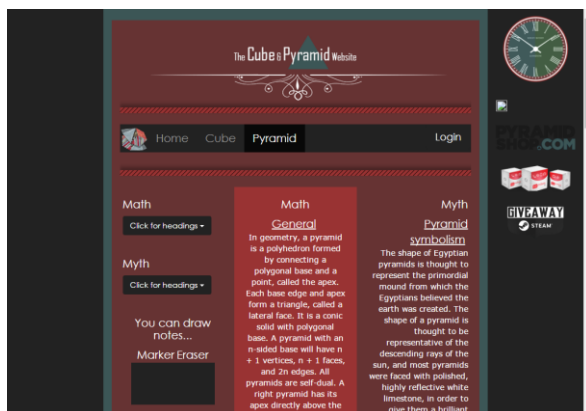 The Cube & Pyramid Website
Home Cube Pyramid Login
PYRAMID
SHOP.COM
GIVEAWAY
STEAM
Math
Click for headings
Myth
Click for headings
You can draw
notes...
Marker Eraser
Math
General
In geometry, a pyramid
is a polyhedron formed
by connecting a
polygonal base and a
point, called the apex.
Each base edge and apex
form a triangle, called a
lateral face. It is a conic
solid with polygonal
base. A pyramid with an
n-sided base will have n
+ 1 vertices, n + 1 faces,
and 2n edges. All
pyramids are self-dual. A
right pyramid has its
apex directly above the
Myth
Pyramid
symbolism
The shape of Egyptian
pyramids is thought to
represent the primordial
mound from which the
Egyptians believed the
earth was created. The
shape of a pyramid is
thought to be
representative of the
descending rays of the
sun, and most pyramids
were faced with polished,
highly reflective white
limestone, in order to
give them a brilliant